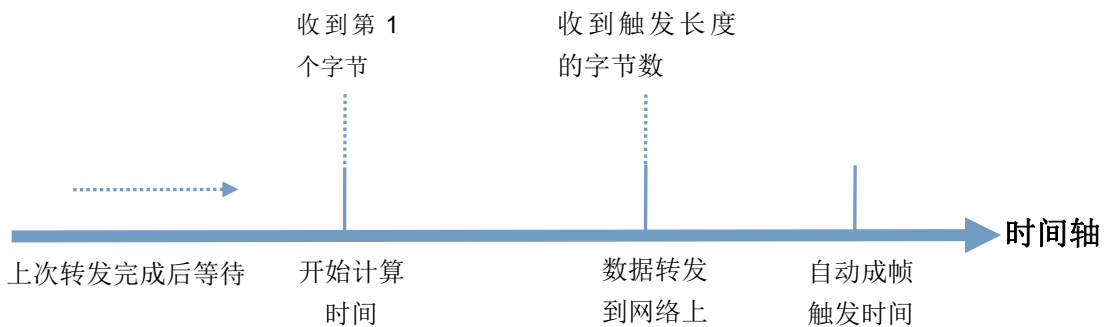 收到第 1
个字节
收到触发长度
的字节数
时间轴
上次转发完成后等待
开始计算
时间
数据转发
到网络上
自动成帧
触发时间